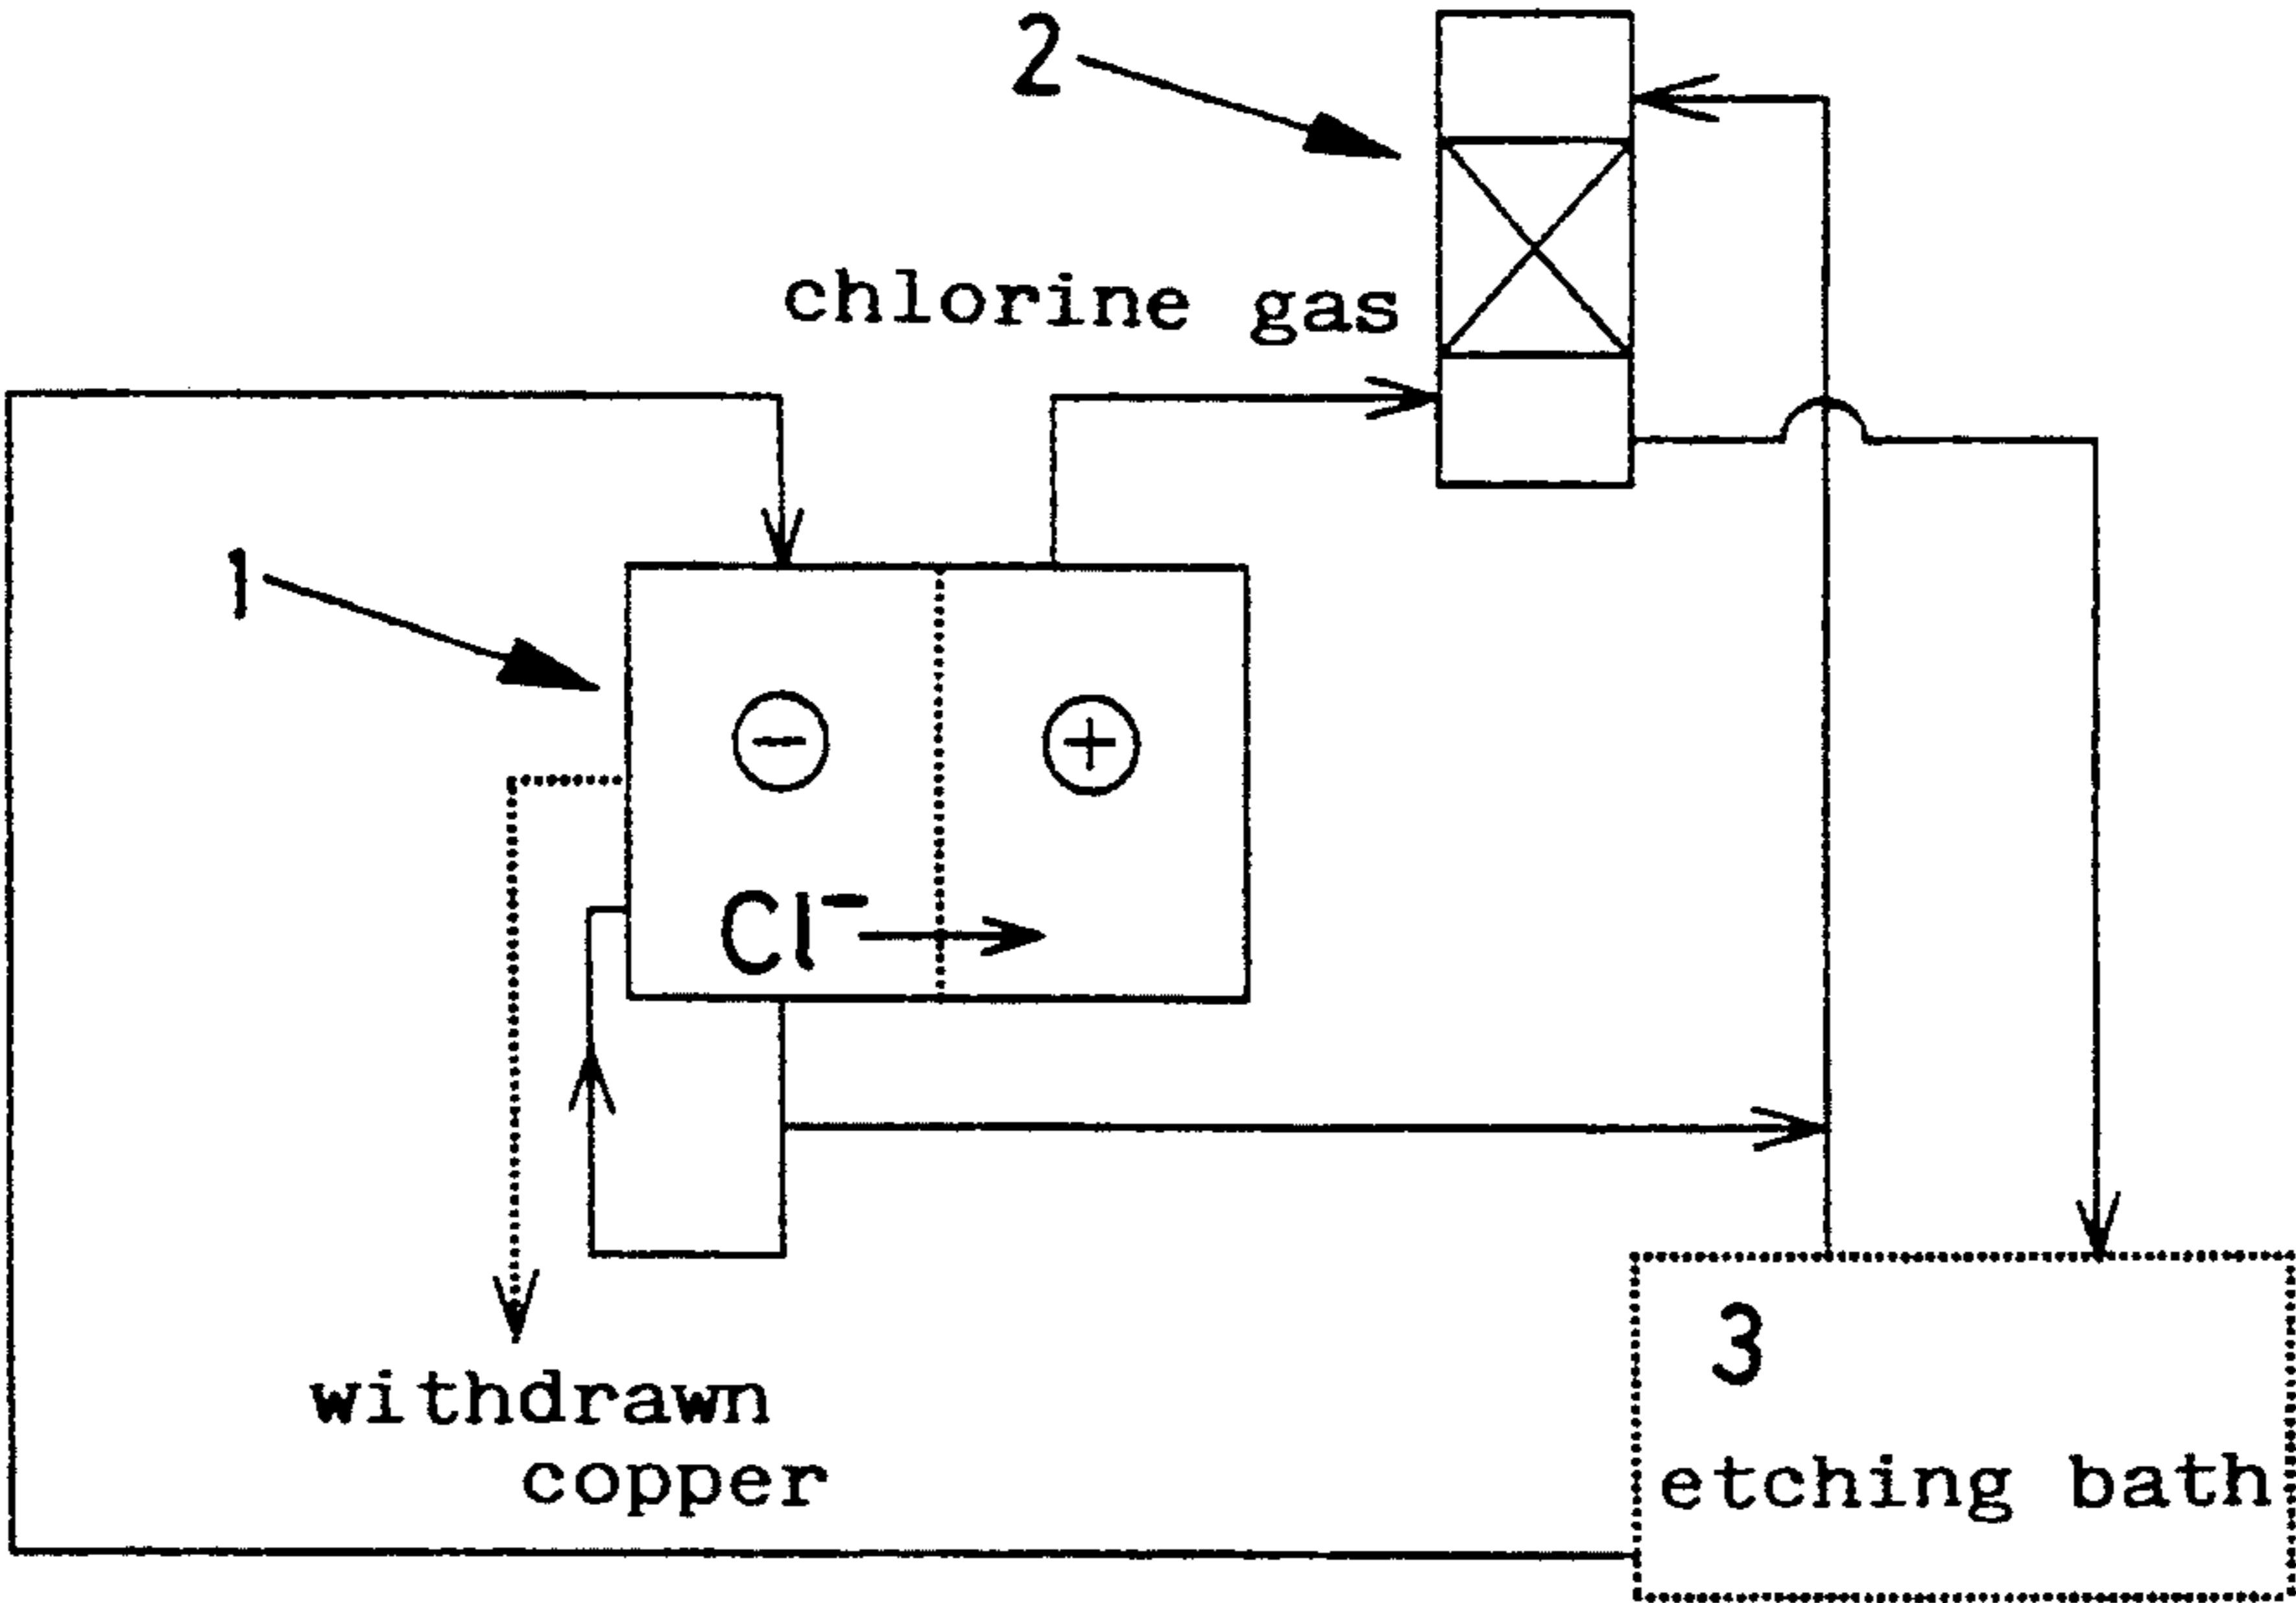 2
chlorine gas
1
−
+
Cl⁻
withdrawn
copper
3
etching bath